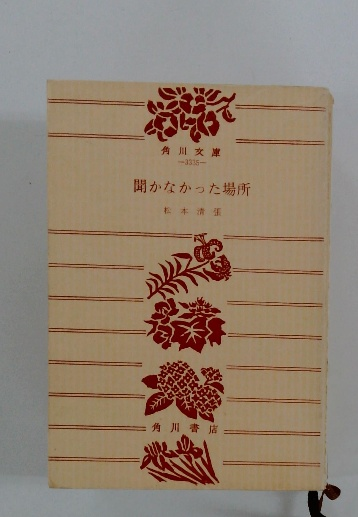 角川文庫
—3335—
聞かなかった場所
松本清張
角川書店